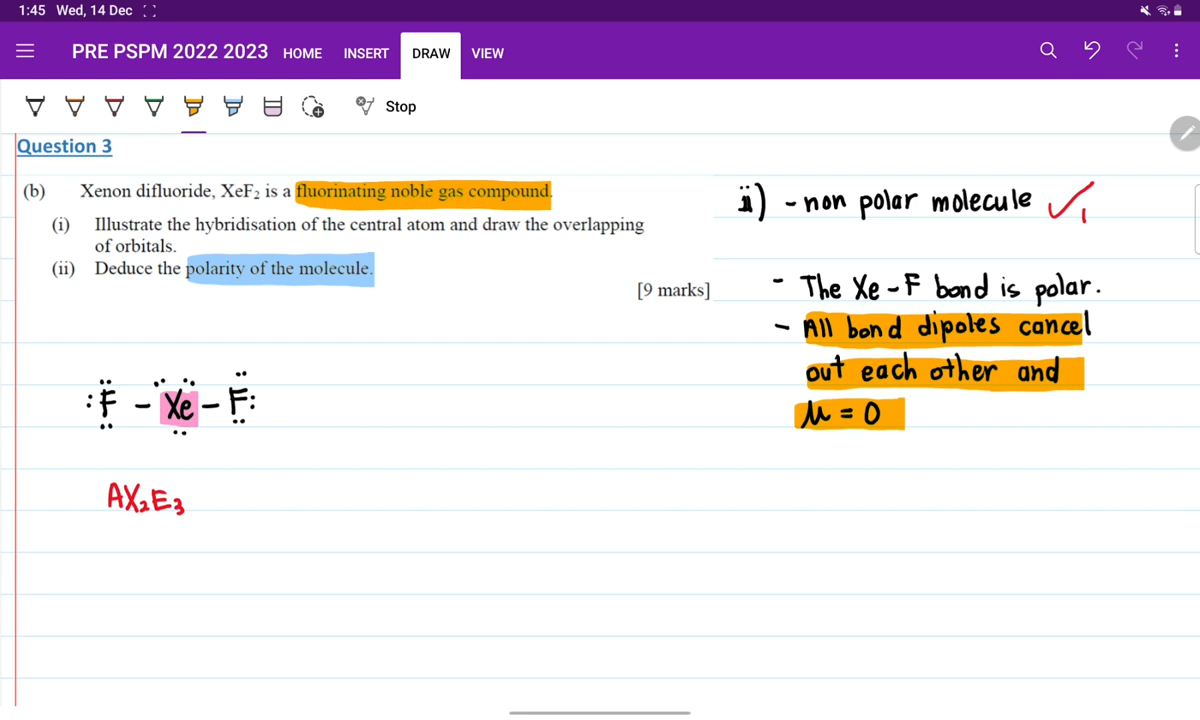 1:45 Wed, 14 Dec
PRE PSPM 2022 2023 HOME INSERT DRAW VIEW
Stop
Question 3
(b) Xenon difluoride, XeF₂ is a fluorinating noble gas compound.
(i) Illustrate the hybridisation of the central atom and draw the overlapping
of orbitals.
(ii) Deduce the polarity of the molecule.
[9 marks]
:F - Xe - F:
AX₂E₃
ii) - non polar molecule ✓1
- The Xe-F bond is polar.
- All bond dipoles cancel
out each other and
μ = 0